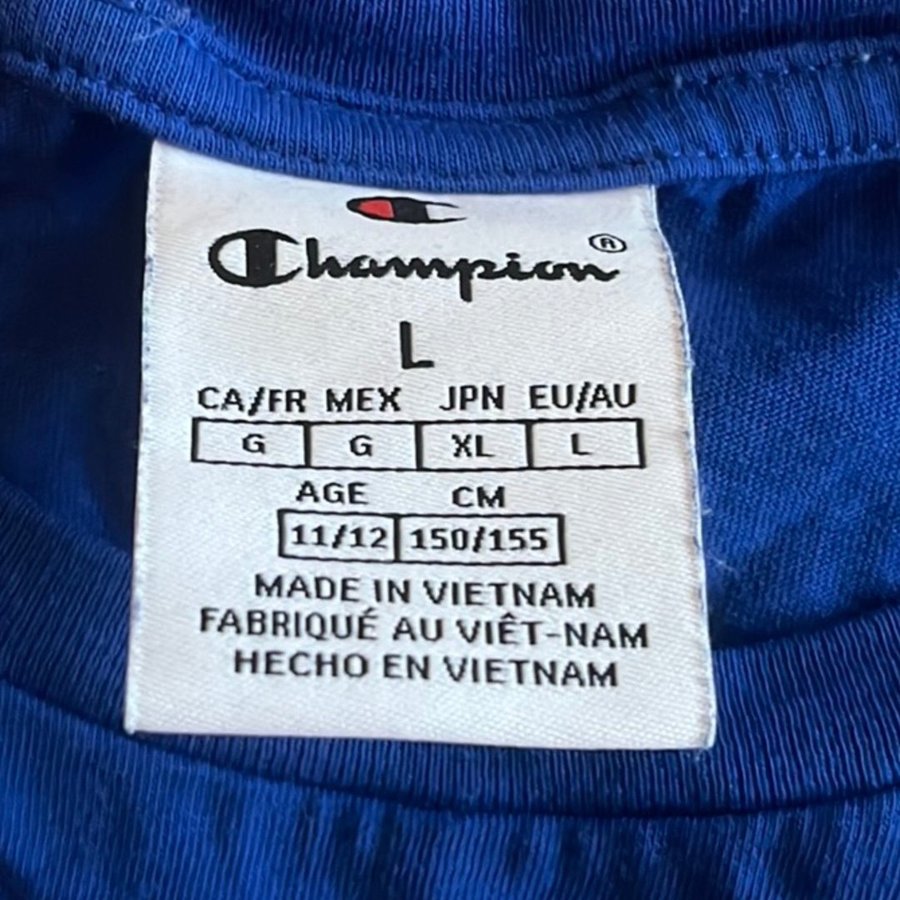 Champion®
L
CA/FR MEX JPN EU/AU
G G XL L
AGE CM
11/12 150/155
MADE IN VIETNAM
FABRIQUÉ AU VIÊT-NAM
HECHO EN VIETNAM